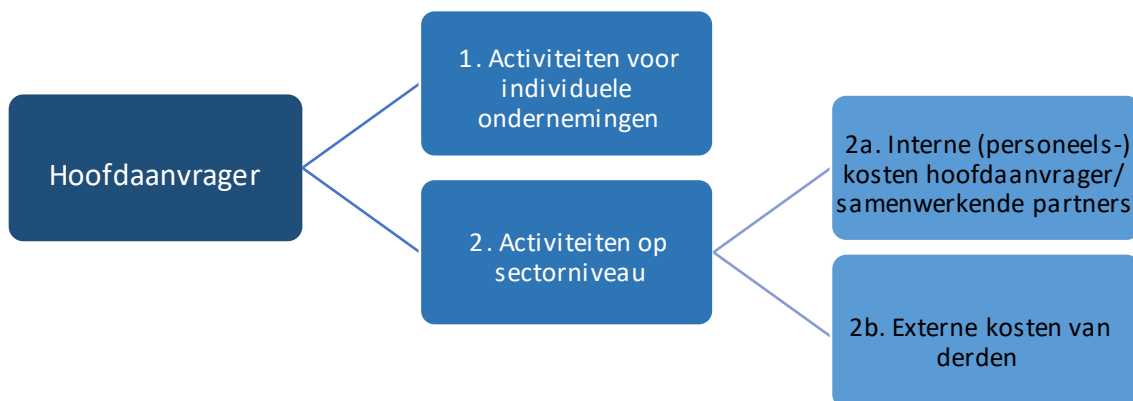 Hoofdaanvrager
1. Activiteiten voor
individuele
ondernemingen
2. Activiteiten op
sectorniveau
2a. Interne (personeels-)
kosten hoofdaanvrager/
samenwerkende partners
2b. Externe kosten van
derden